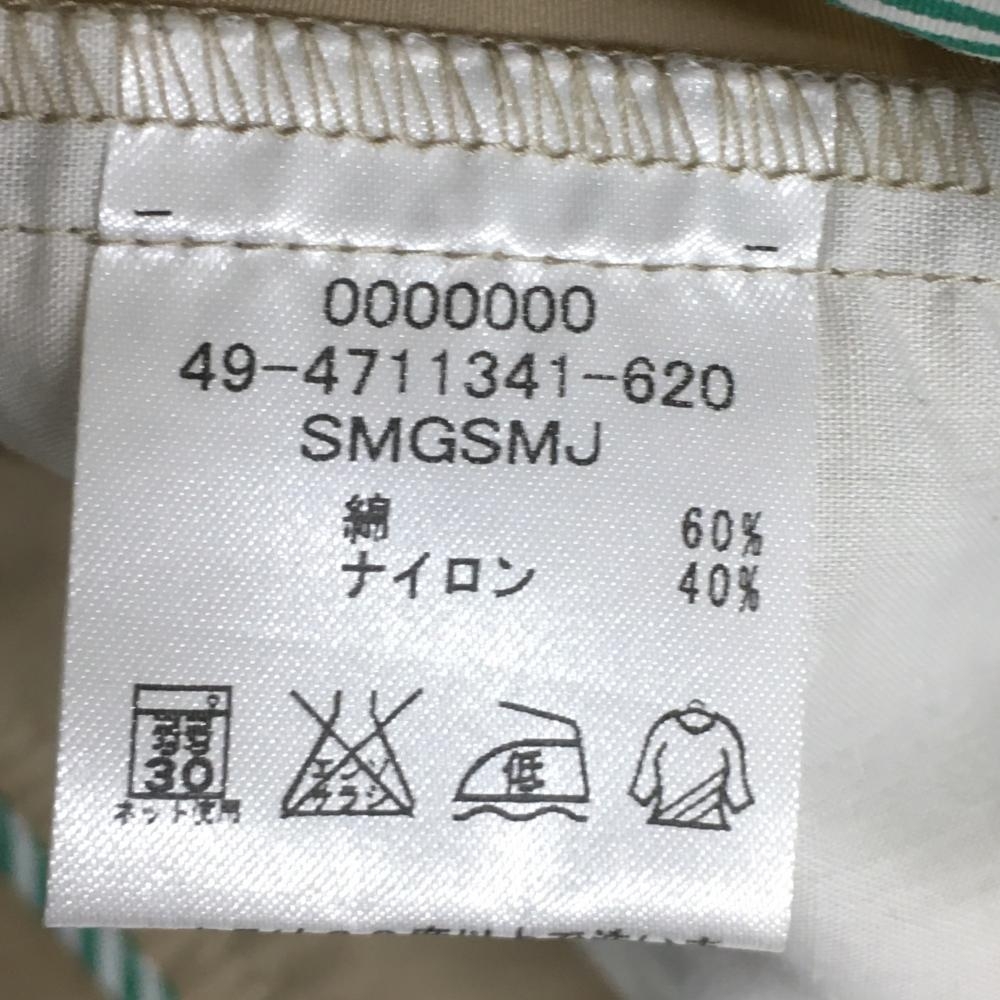 0000000
49-4711341-620
SMGSMJ
綿 60%
ナイロン 40%
30 エンソサラシ 低
ネット使用